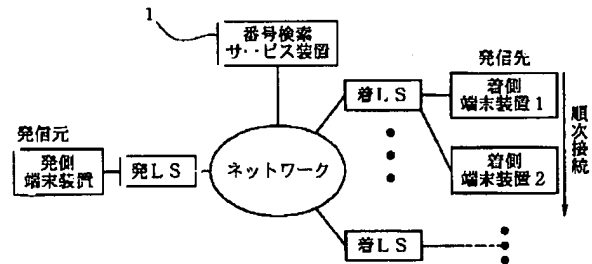 1
番号検索
サービス装置
発信元
発側
端末装置
発LS
ネットワーク
着LS
発信先
着側
端末装置1
着側
端末装置2
順次接続
着LS